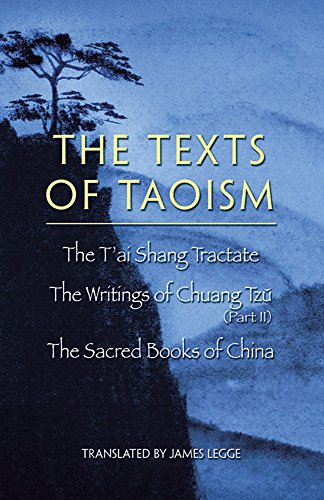 THE TEXTS
OF TAOISM
The T'ai Shang Tractate
The Writings of Chuang Tzŭ
(Part II)
The Sacred Books of China
TRANSLATED BY JAMES LEGGE